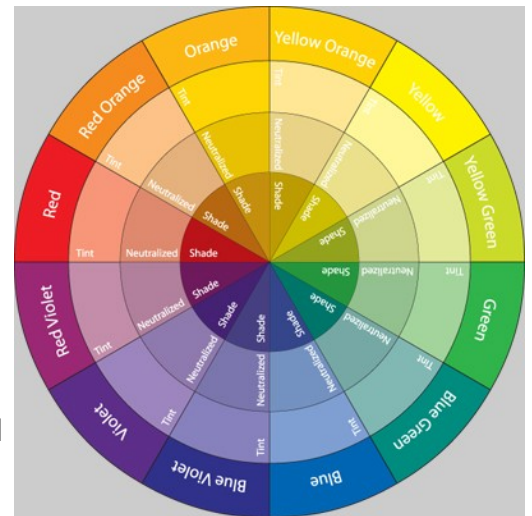 Orange
Tint
Neutralized
Shade
Yellow Orange
Tint
Neutralized
Shade
Yellow
Tint
Neutralized
Shade
Yellow Green
Tint
Neutralized
Shade
Green
Tint
Neutralized
Shade
Blue Green
Tint
Neutralized
Shade
Blue
Tint
Neutralized
Shade
Blue Violet
Tint
Neutralized
Shade
Violet
Tint
Neutralized
Shade
Red Violet
Tint
Neutralized
Shade
Red
Tint
Neutralized
Shade
Red Orange
Tint
Neutralized
Shade